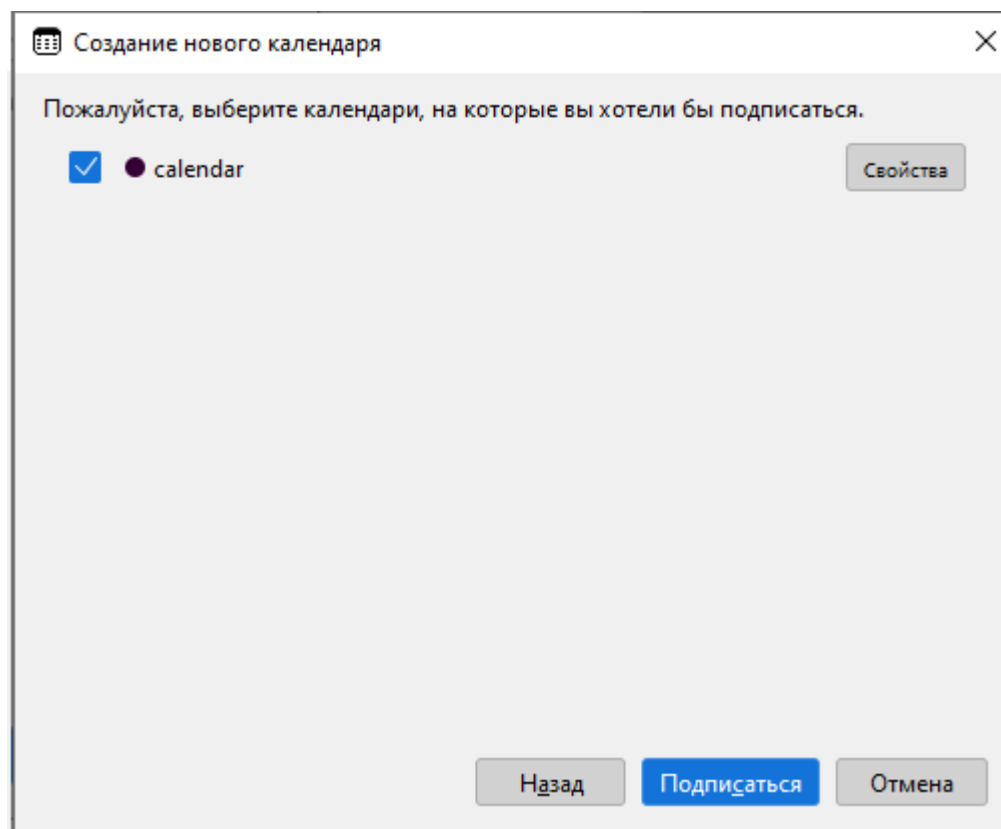 Создание нового календаря
Пожалуйста, выберите календари, на которые вы хотели бы подписаться.
calendar
Свойства
Назад
Подписаться
Отмена